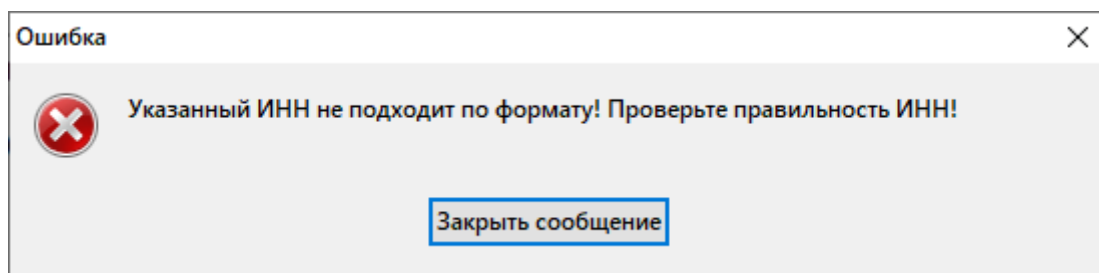 Ошибка
Указанный ИНН не подходит по формату! Проверьте правильность ИНН!
Закрыть сообщение